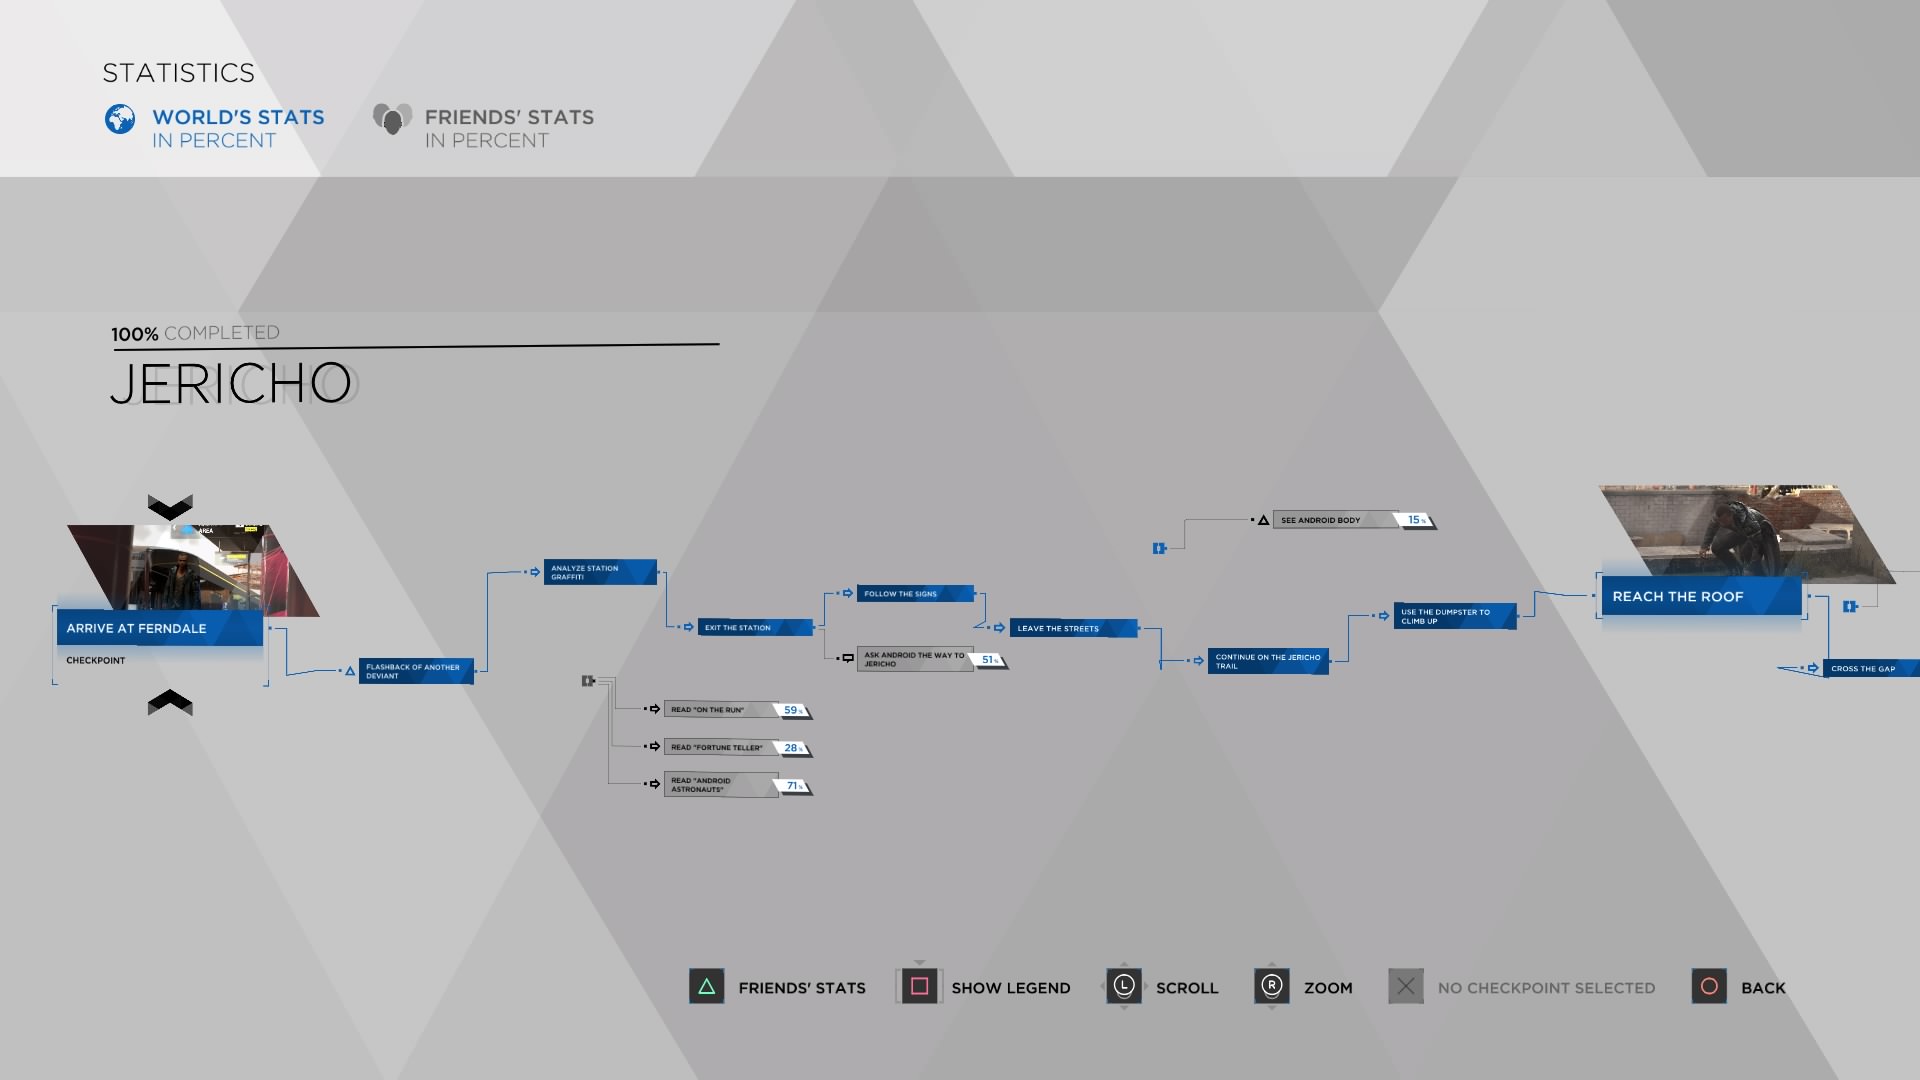 STATISTICS
WORLD'S STATS
IN PERCENT
FRIENDS' STATS
IN PERCENT
100% COMPLETED
JERICHO
AREA
ARRIVE AT FERNDALE
CHECKPOINT
FLASHBACK OF ANOTHER
DEVIANT
ANALYZE STATION
GRAFFITI
EXIT THE STATION
FOLLOW THE SIGNS
ASK ANDROID THE WAY TO
JERICHO
51%
READ "ON THE RUN"
59%
READ "FORTUNE TELLER"
28%
READ "ANDROID
ASTRONAUTS"
71%
LEAVE THE STREETS
SEE ANDROID BODY
15%
CONTINUE ON THE JERICHO
TRAIL
USE THE DUMPSTER TO
CLIMB UP
REACH THE ROOF
CROSS THE GAP
FRIENDS' STATS
SHOW LEGEND
L
SCROLL
R
ZOOM
NO CHECKPOINT SELECTED
BACK